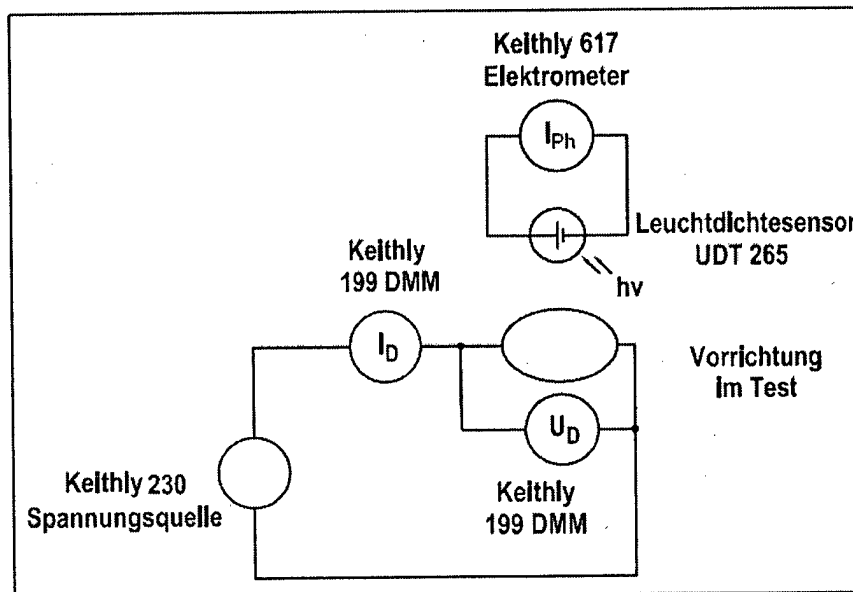 Keithly 617
Elektrometer
I_Ph
Leuchtdichtesensor
UDT 265
hv
Keithly
199 DMM
I_D
Vorrichtung
im Test
U_D
Keithly 230
Spannungsquelle
Keithly
199 DMM